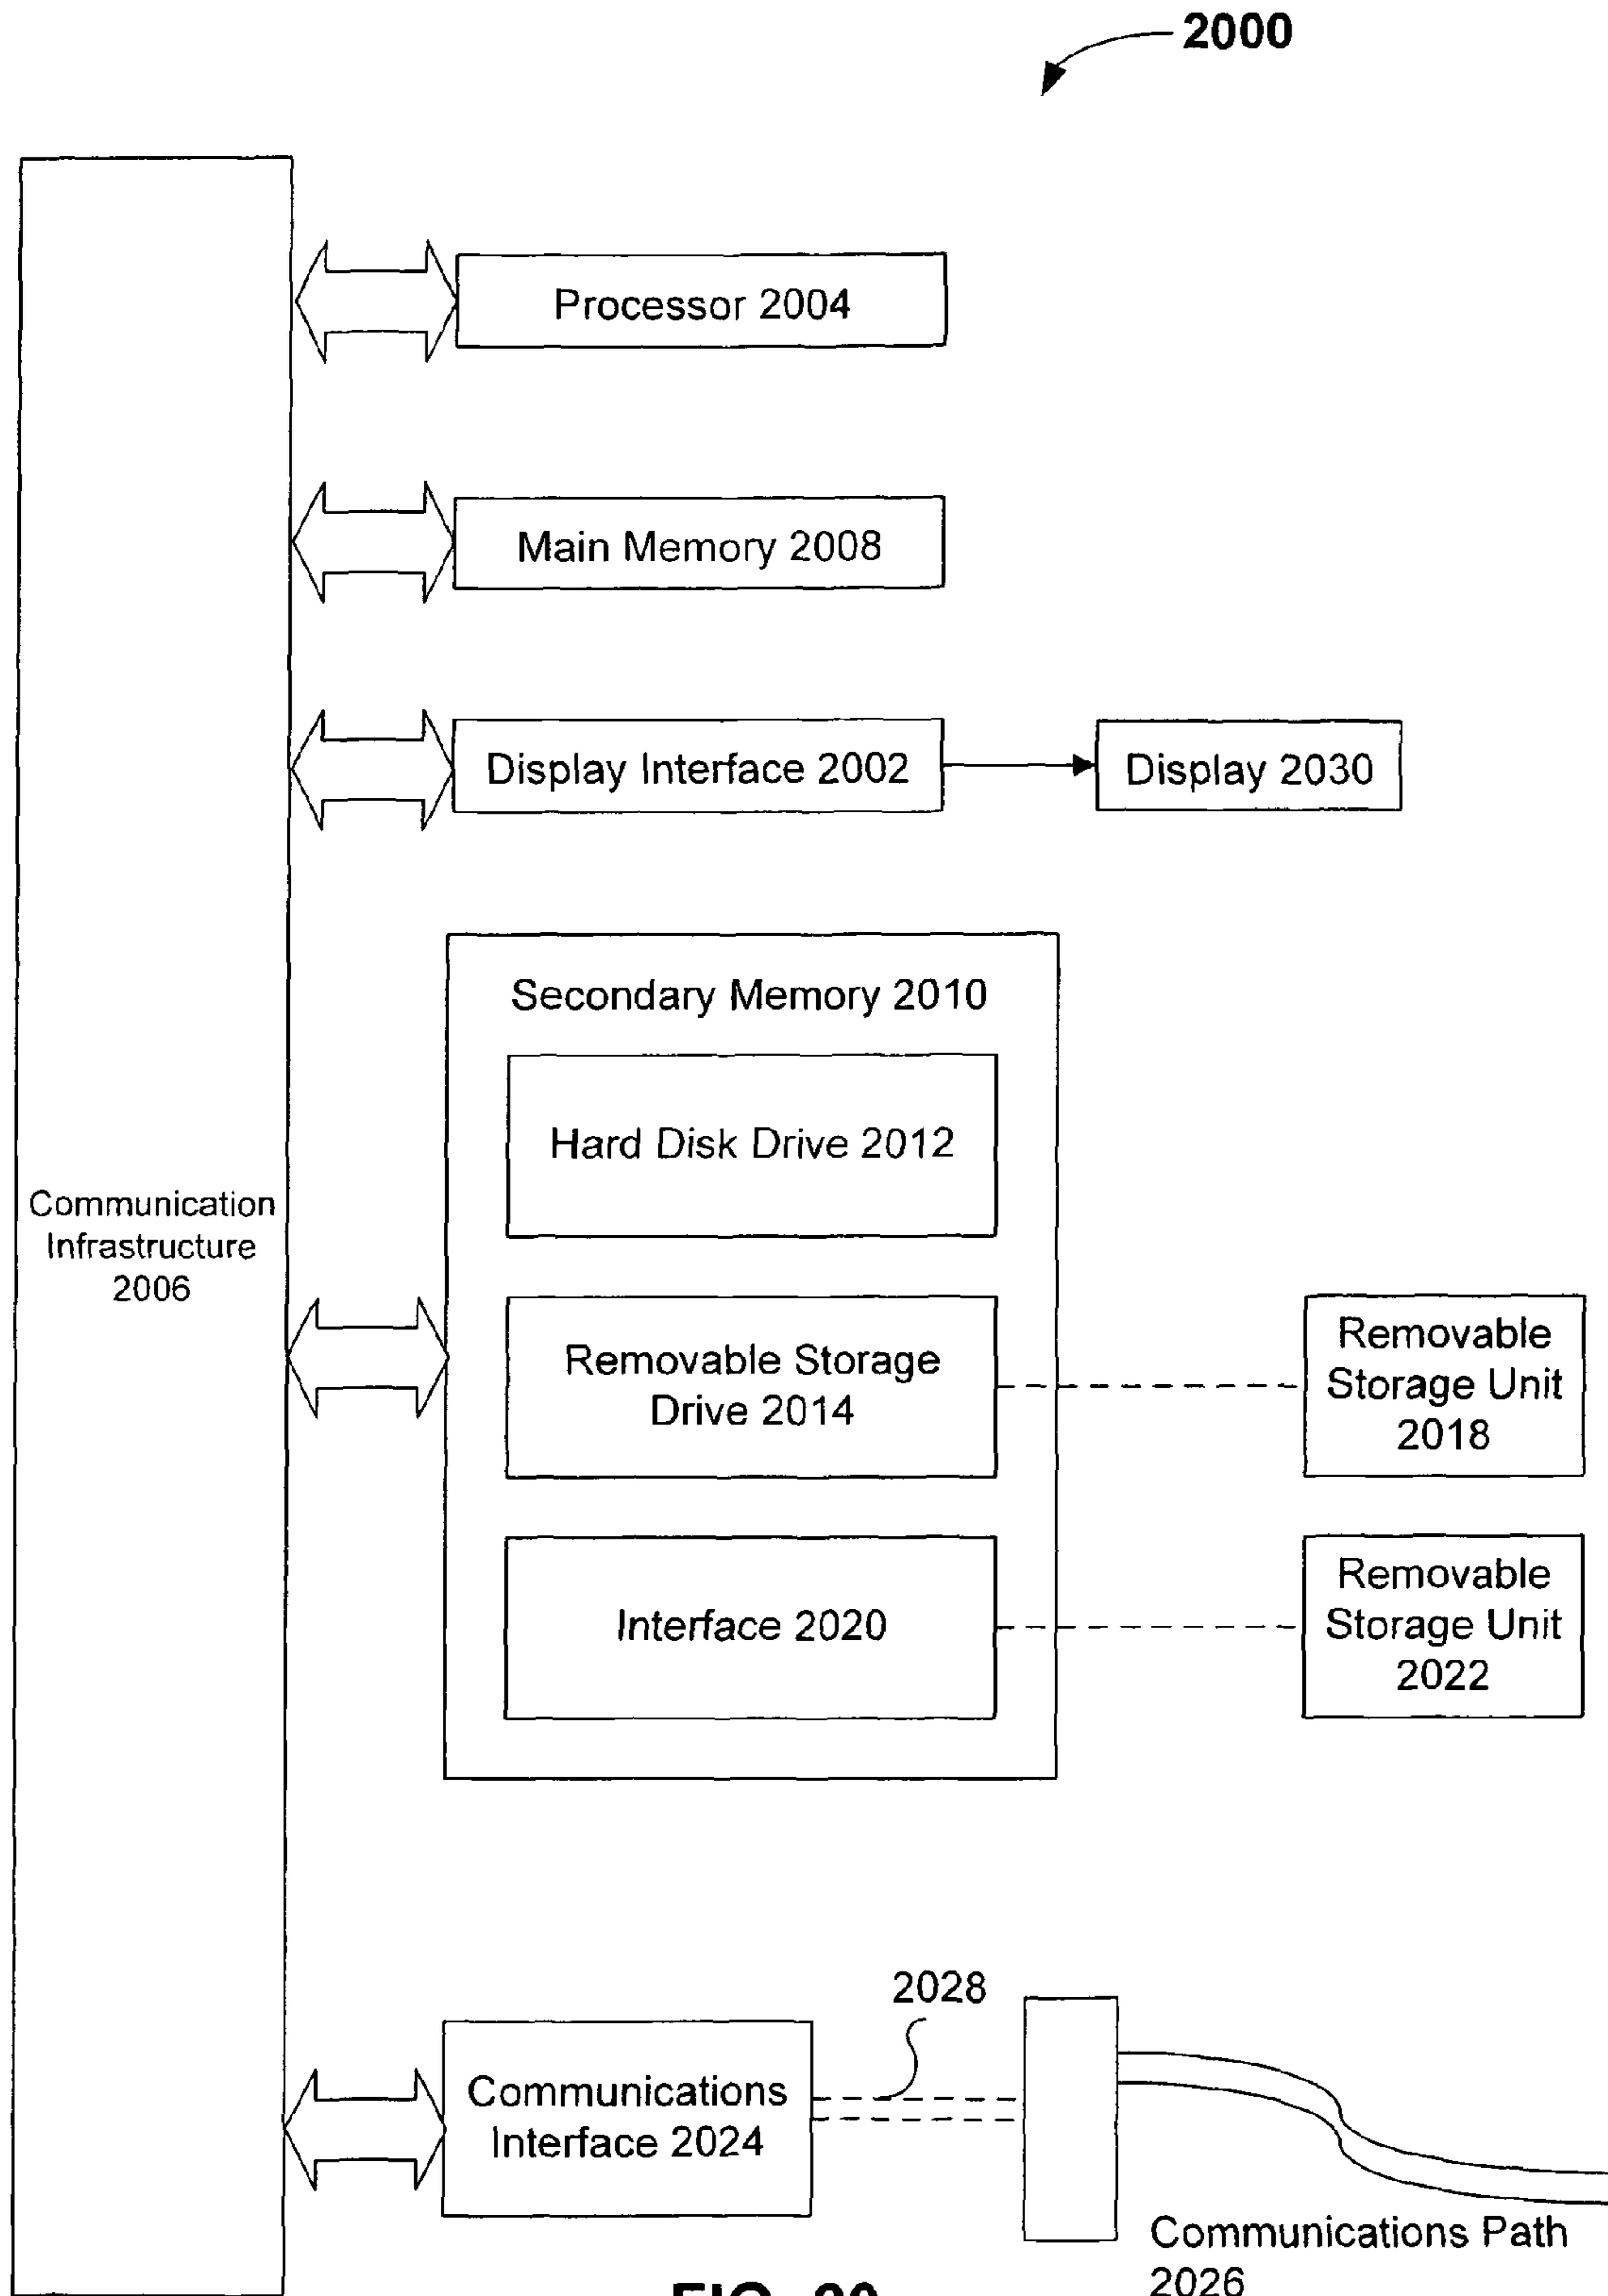 2000
Processor 2004
Main Memory 2008
Display Interface 2002
Display 2030
Secondary Memory 2010
Hard Disk Drive 2012
Communication
Infrastructure
2006
Removable Storage
Drive 2014
Removable
Storage Unit
2018
Interface 2020
Removable
Storage Unit
2022
2028
Communications
Interface 2024
Communications Path
2026
FIG. 20